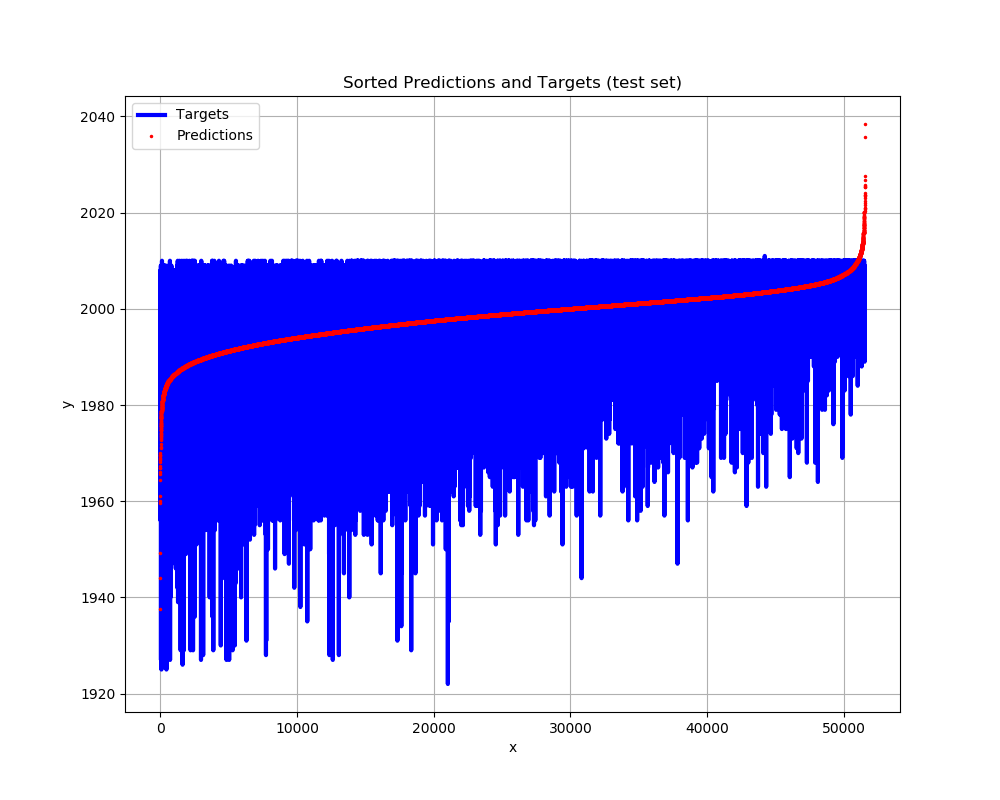 Sorted Predictions and Targets (test set)
Targets
Predictions
2040
2020
2000
1980
1960
1940
1920
y
0 10000 20000 30000 40000 50000
x